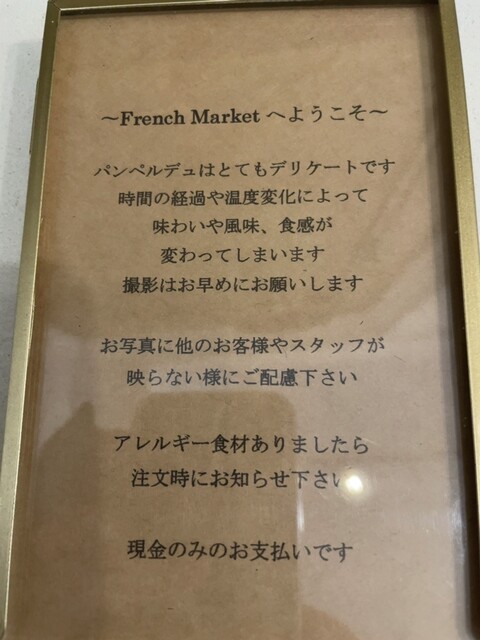 ～French Market へようこそ～
パンペルデュはとてもデリケートです
時間の経過や温度変化によって
味わいや風味、食感が
変わってしまいます
撮影はお早めにお願いします
お写真に他のお客様やスタッフが
映らない様にご配慮下さい
アレルギー食材ありましたら
注文時にお知らせ下さい
現金のみのお支払いです